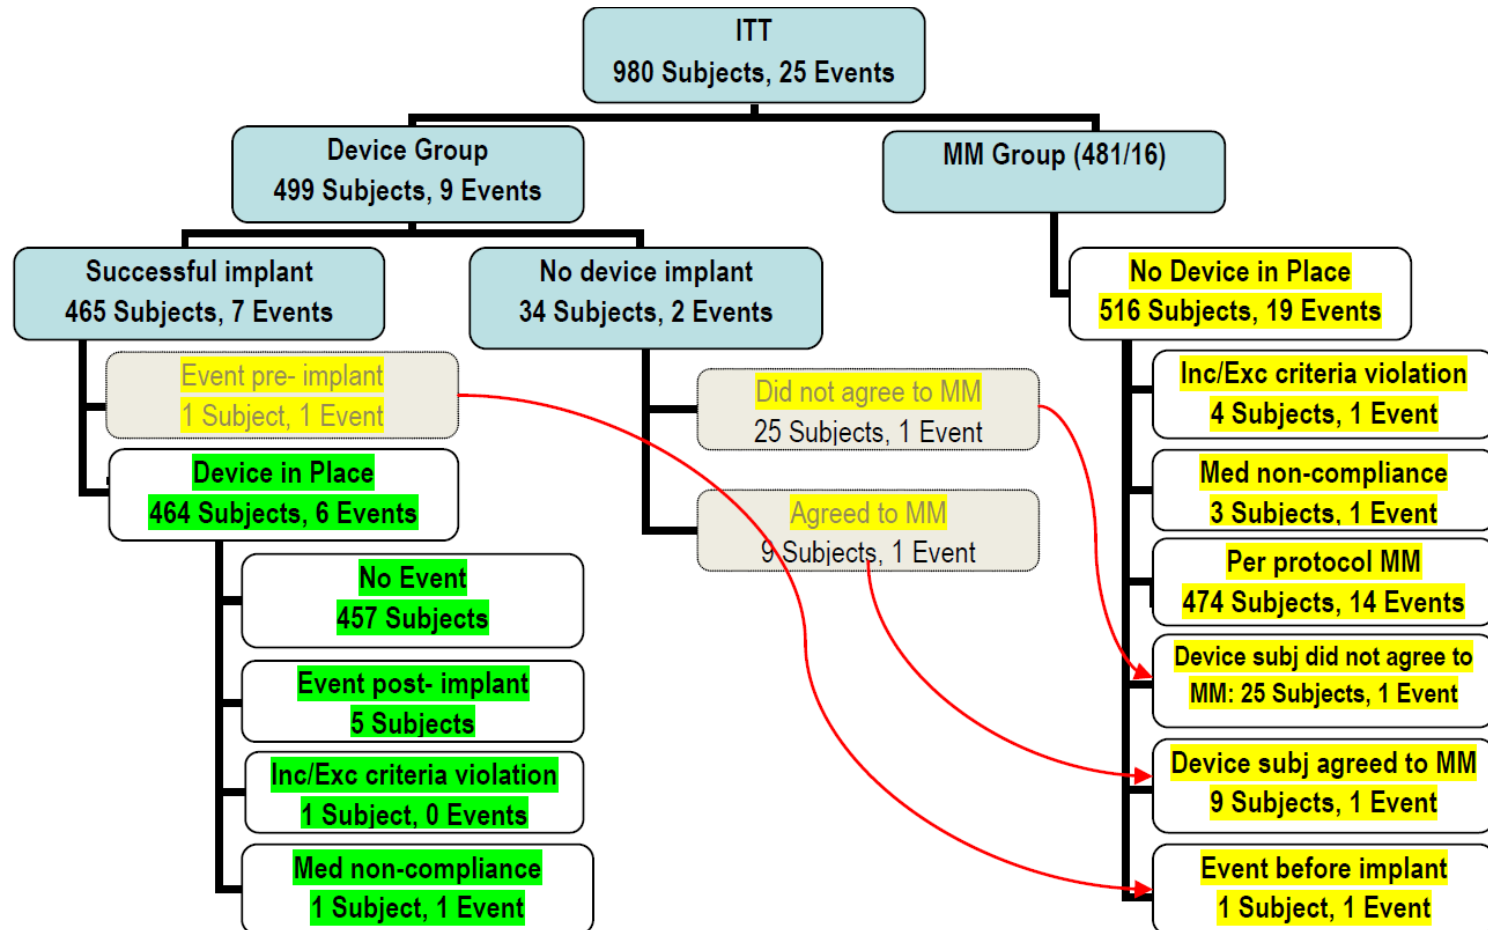 ITT
980 Subjects, 25 Events
Device Group
499 Subjects, 9 Events
MM Group (481/16)
Successful implant
465 Subjects, 7 Events
No device implant
34 Subjects, 2 Events
No Device in Place
516 Subjects, 19 Events
Event pre- implant
1 Subject, 1 Event
Device in Place
464 Subjects, 6 Events
No Event
457 Subjects
Event post- implant
5 Subjects
Inc/Exc criteria violation
1 Subject, 0 Events
Med non-compliance
1 Subject, 1 Event
Did not agree to MM
25 Subjects, 1 Event
Agreed to MM
9 Subjects, 1 Event
Inc/Exc criteria violation
4 Subjects, 1 Event
Med non-compliance
3 Subjects, 1 Event
Per protocol MM
474 Subjects, 14 Events
Device subj did not agree to
MM: 25 Subjects, 1 Event
Device subj agreed to MM
9 Subjects, 1 Event
Event before implant
1 Subject, 1 Event